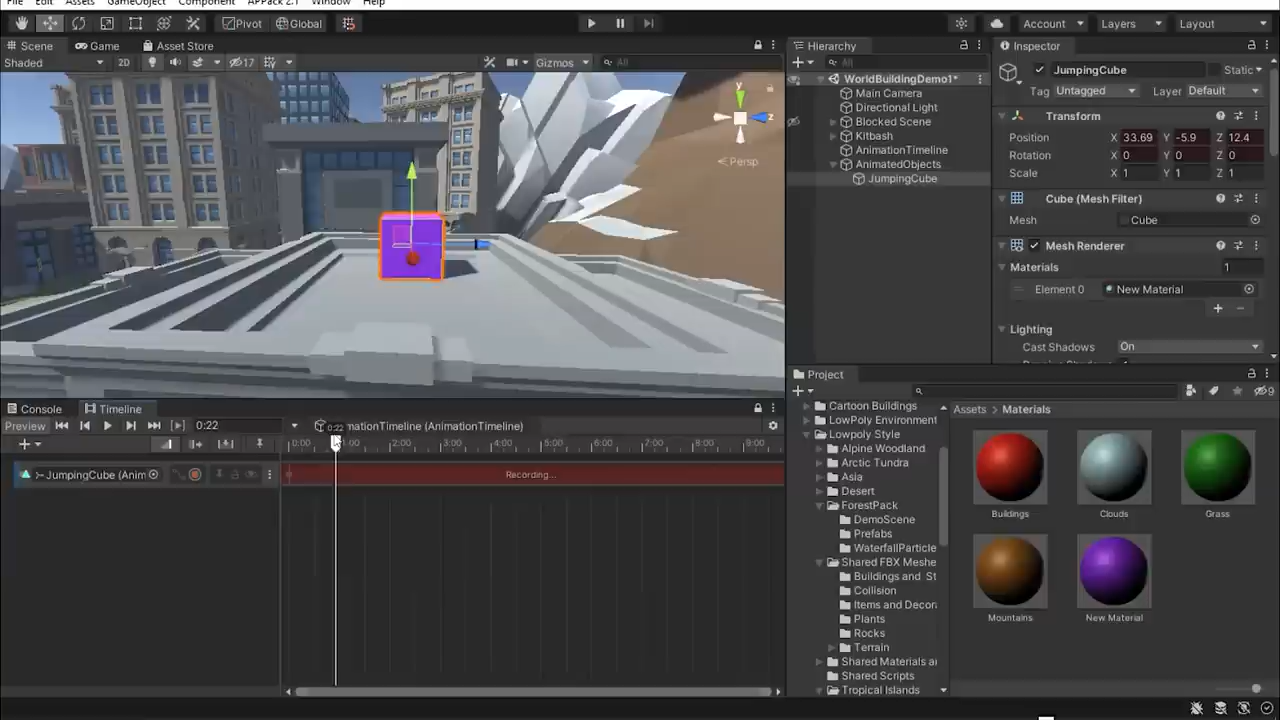 File Edit Assets GameObject Component APPack 2.1 Window Help
Pivot Global Account Layers Layout
Scene Game Asset Store
Shaded 2D 17 Gizmos All
y
z
Persp
Hierarchy
All
WorldBuildingDemo1*
Main Camera
Directional Light
Blocked Scene
Kitbash
AnimationTimeline
AnimatedObjects
JumpingCube
Inspector
JumpingCube Static
Tag Untagged Layer Default
Transform
Position X 33.69 Y -5.9 Z 12.4
Rotation X 0 Y 0 Z 0
Scale X 1 Y 1 Z 1
Cube (Mesh Filter)
Mesh Cube
Mesh Renderer
Materials 1
Element 0 New Material
Lighting
Cast Shadows On
Console Timeline
Preview 0:22 0:22 mationTimeline (AnimationTimeline)
0:00 1:00 2:00 3:00 4:00 5:00 6:00 7:00 8:00 9:00
JumpingCube (Anim Recording...
Project
9
Cartoon Buildings
LowPoly Environment
Lowpoly Style
Alpine Woodland
Arctic Tundra
Asia
Desert
ForestPack
DemoScene
Prefabs
WaterfallParticle
Shared FBX Meshe
Buildings and St
Collision
Items and Decora
Plants
Rocks
Terrain
Shared Materials a
Shared Scripts
Tropical Islands
Assets > Materials
Buildings Clouds Grass
Mountains New Material